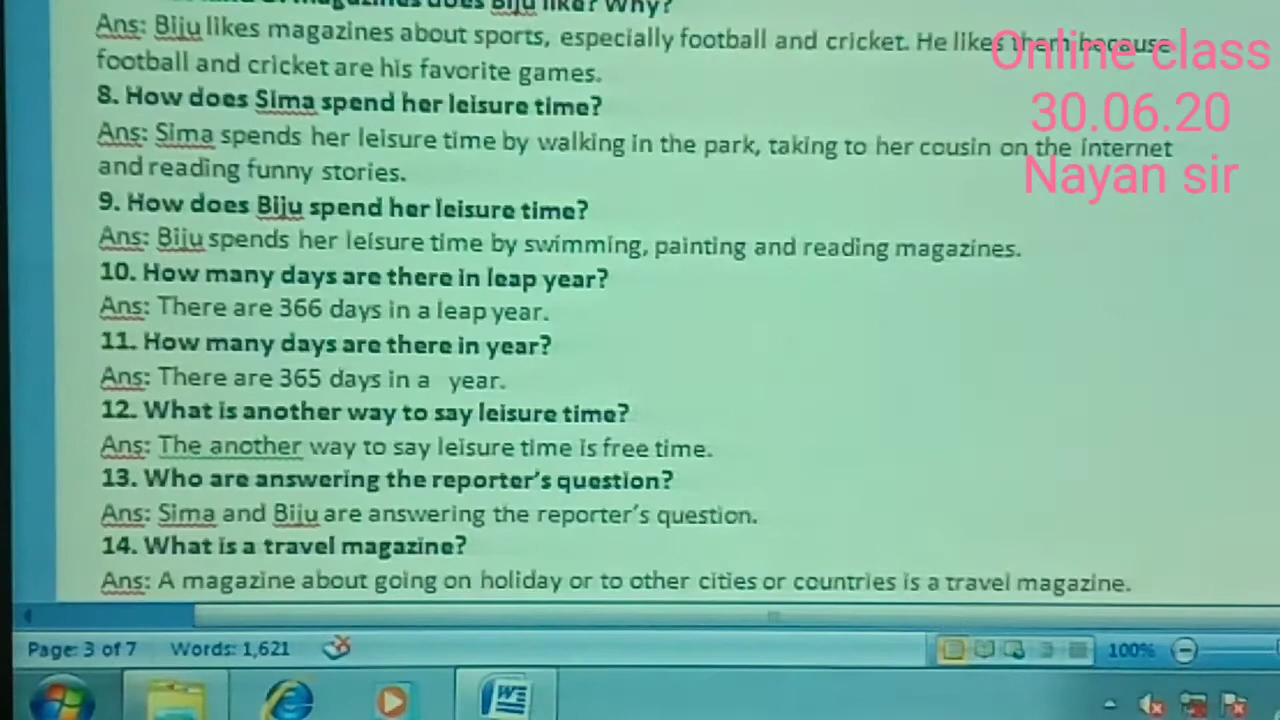 magazines does Biju like? Why?
Ans: Biju likes magazines about sports, especially football and cricket. He likes them because
football and cricket are his favorite games.
8. How does Sima spend her leisure time?
Ans: Sima spends her leisure time by walking in the park, taking to her cousin on the internet
and reading funny stories.
9. How does Biju spend her leisure time?
Ans: Biju spends her leisure time by swimming, painting and reading magazines.
10. How many days are there in leap year?
Ans: There are 366 days in a leap year.
11. How many days are there in year?
Ans: There are 365 days in a year.
12. What is another way to say leisure time?
Ans: The another way to say leisure time is free time.
13. Who are answering the reporter's question?
Ans: Sima and Biju are answering the reporter's question.
14. What is a travel magazine?
Ans: A magazine about going on holiday or to other cities or countries is a travel magazine.
Online class
30.06.20
Nayan sir
Page: 3 of 7 Words: 1,621 100%